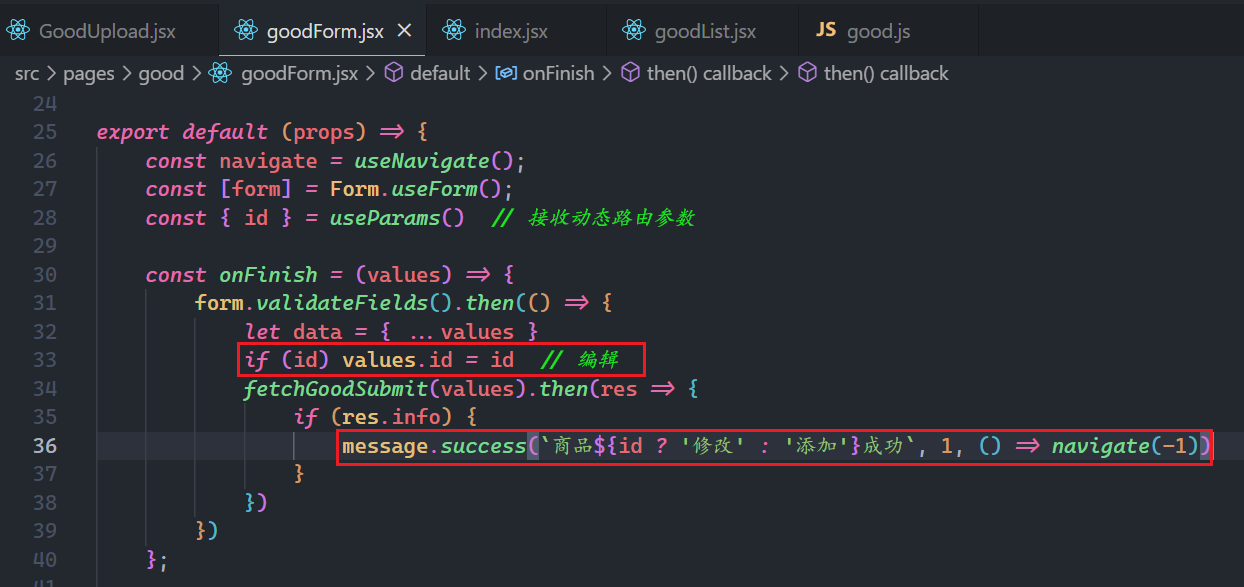 GoodUpload.jsx goodForm.jsx × index.jsx goodList.jsx JS good.js
src > pages > good > goodForm.jsx > default > onFinish > then() callback > then() callback
24
25 export default (props) => {
26 const navigate = useNavigate();
27 const [form] = Form.useForm();
28 const { id } = useParams() // 接收动态路由参数
29
30 const onFinish = (values) => {
31 form.validateFields().then(() => {
32 let data = { ...values }
33 if (id) values.id = id // 编辑
34 fetchGoodSubmit(values).then(res => {
35 if (res.info) {
36 message.success(`商品${id ? '修改' : '添加'}成功`, 1, () => navigate(-1))
37 }
38 })
39 })
40 };
41